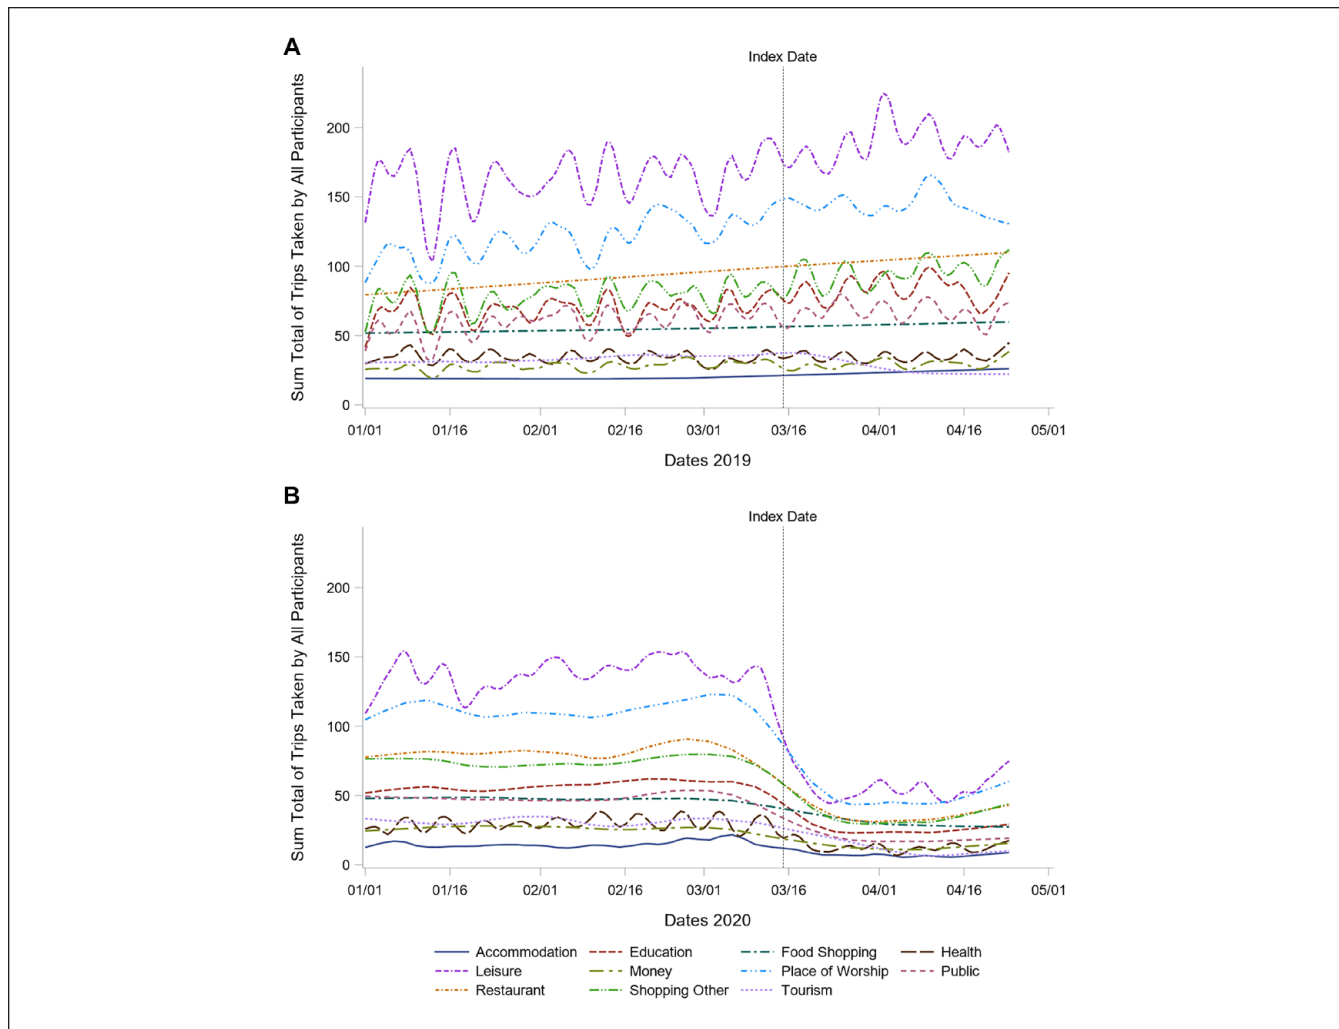 A
Index Date
Sum Total of Trips Taken by All Participants
200
150
100
50
0
01/01 01/16 02/01 02/16 03/01 03/16 04/01 04/16 05/01
Dates 2019
B
Index Date
Sum Total of Trips Taken by All Participants
200
150
100
50
0
01/01 01/16 02/01 02/16 03/01 03/16 04/01 04/16 05/01
Dates 2020
Accommodation Education Food Shopping Health
Leisure Money Place of Worship Public
Restaurant Shopping Other Tourism